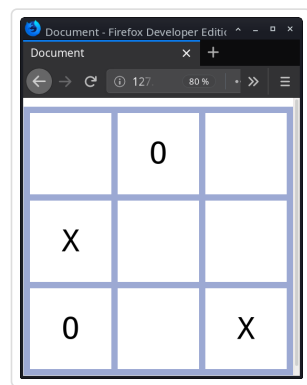 Document - Firefox Developer Editic
Document
127.
80 %
0
X
0 X